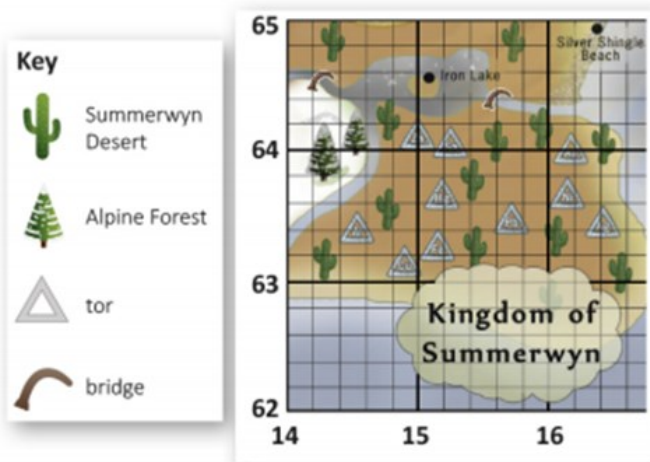 Key
Summerwyn
Desert
Alpine Forest
tor
bridge
65
64
63
62
14
15
16
Silver Shingle
Beach
Iron Lake
Kingdom of
Summerwyn